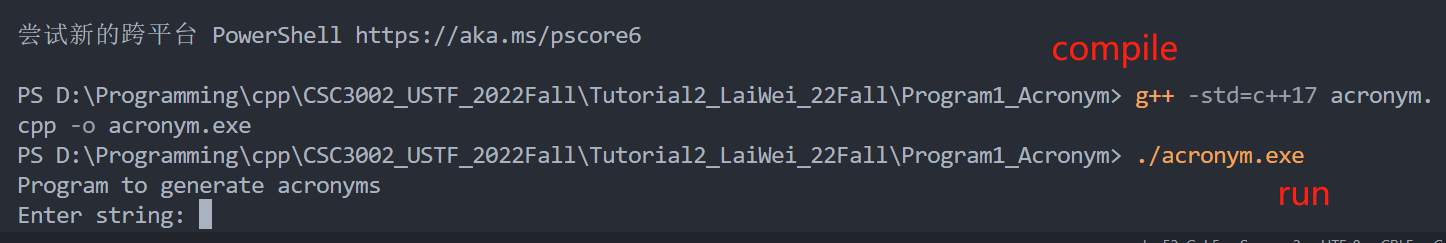 尝试新的跨平台 PowerShell https://aka.ms/pscore6
compile
PS D:\Programming\cpp\CSC3002_USTF_2022Fall\Tutorial2_LaiWei_22Fall\Program1_Acronym> g++ -std=c++17 acronym.
cpp -o acronym.exe
PS D:\Programming\cpp\CSC3002_USTF_2022Fall\Tutorial2_LaiWei_22Fall\Program1_Acronym> ./acronym.exe
Program to generate acronyms
run
Enter string: